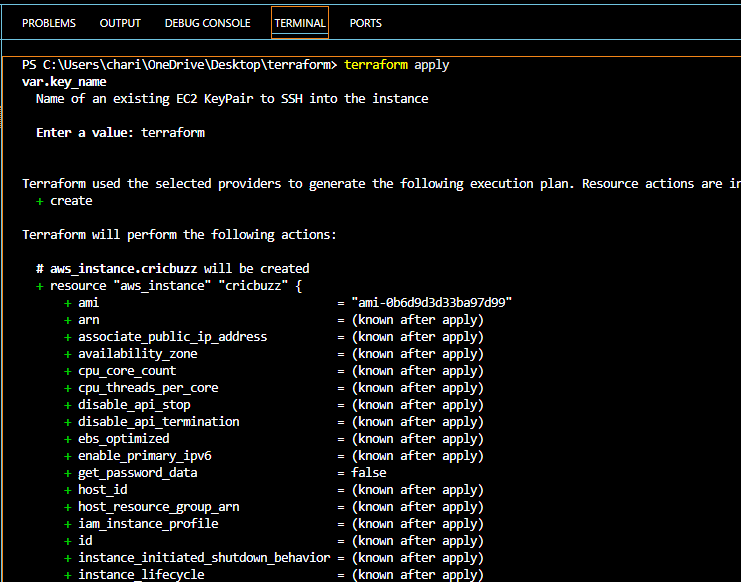 PROBLEMS OUTPUT DEBUG CONSOLE TERMINAL PORTS
PS C:\Users\chari\OneDrive\Desktop\terraform> terraform apply
var.key_name
Name of an existing EC2 KeyPair to SSH into the instance
Enter a value: terraform
Terraform used the selected providers to generate the following execution plan. Resource actions are in
+ create
Terraform will perform the following actions:
# aws_instance.cricbuzz will be created
+ resource "aws_instance" "cricbuzz" {
+ ami = "ami-0b6d9d3d33ba97d99"
+ arn = (known after apply)
+ associate_public_ip_address = (known after apply)
+ availability_zone = (known after apply)
+ cpu_core_count = (known after apply)
+ cpu_threads_per_core = (known after apply)
+ disable_api_stop = (known after apply)
+ disable_api_termination = (known after apply)
+ ebs_optimized = (known after apply)
+ enable_primary_ipv6 = (known after apply)
+ get_password_data = false
+ host_id = (known after apply)
+ host_resource_group_arn = (known after apply)
+ iam_instance_profile = (known after apply)
+ id = (known after apply)
+ instance_initiated_shutdown_behavior = (known after apply)
+ instance_lifecycle = (known after apply)